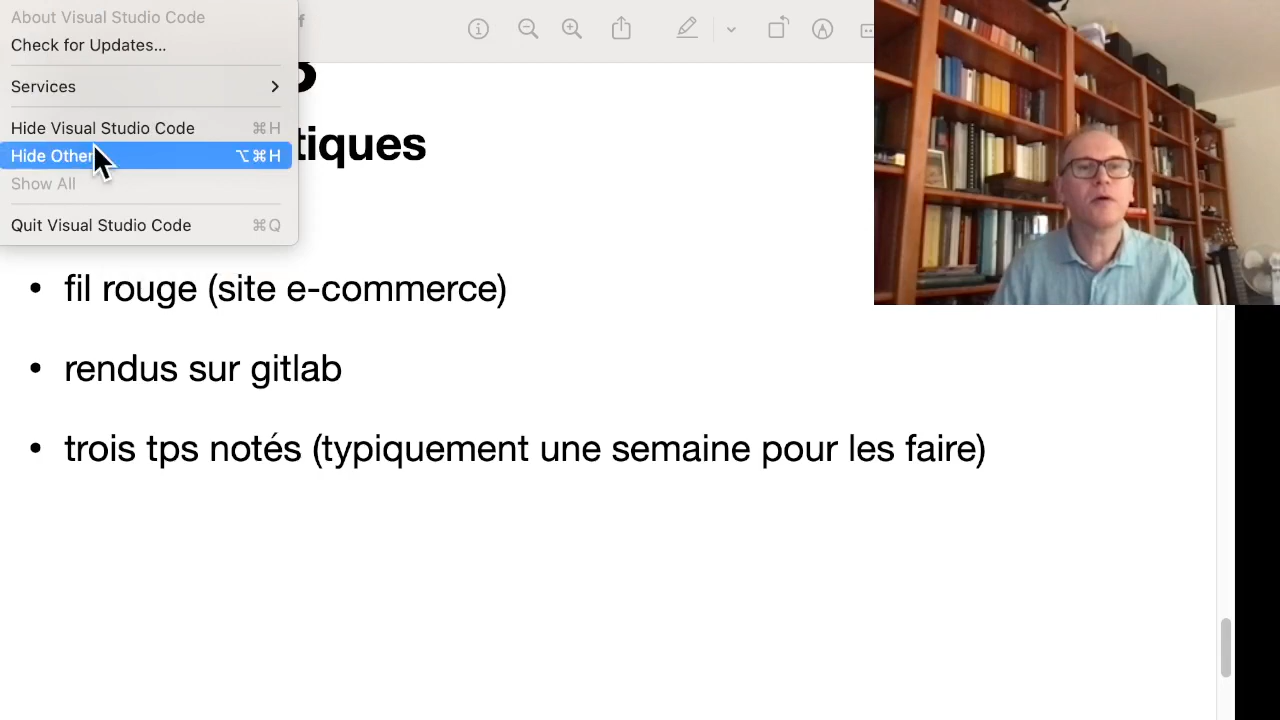 About Visual Studio Code
Check for Updates...
Services
Hide Visual Studio Code ⌘H
Hide Other ⌥⌘H
Show All
Quit Visual Studio Code ⌘Q
tiques
• fil rouge (site e-commerce)
• rendus sur gitlab
• trois tps notés (typiquement une semaine pour les faire)